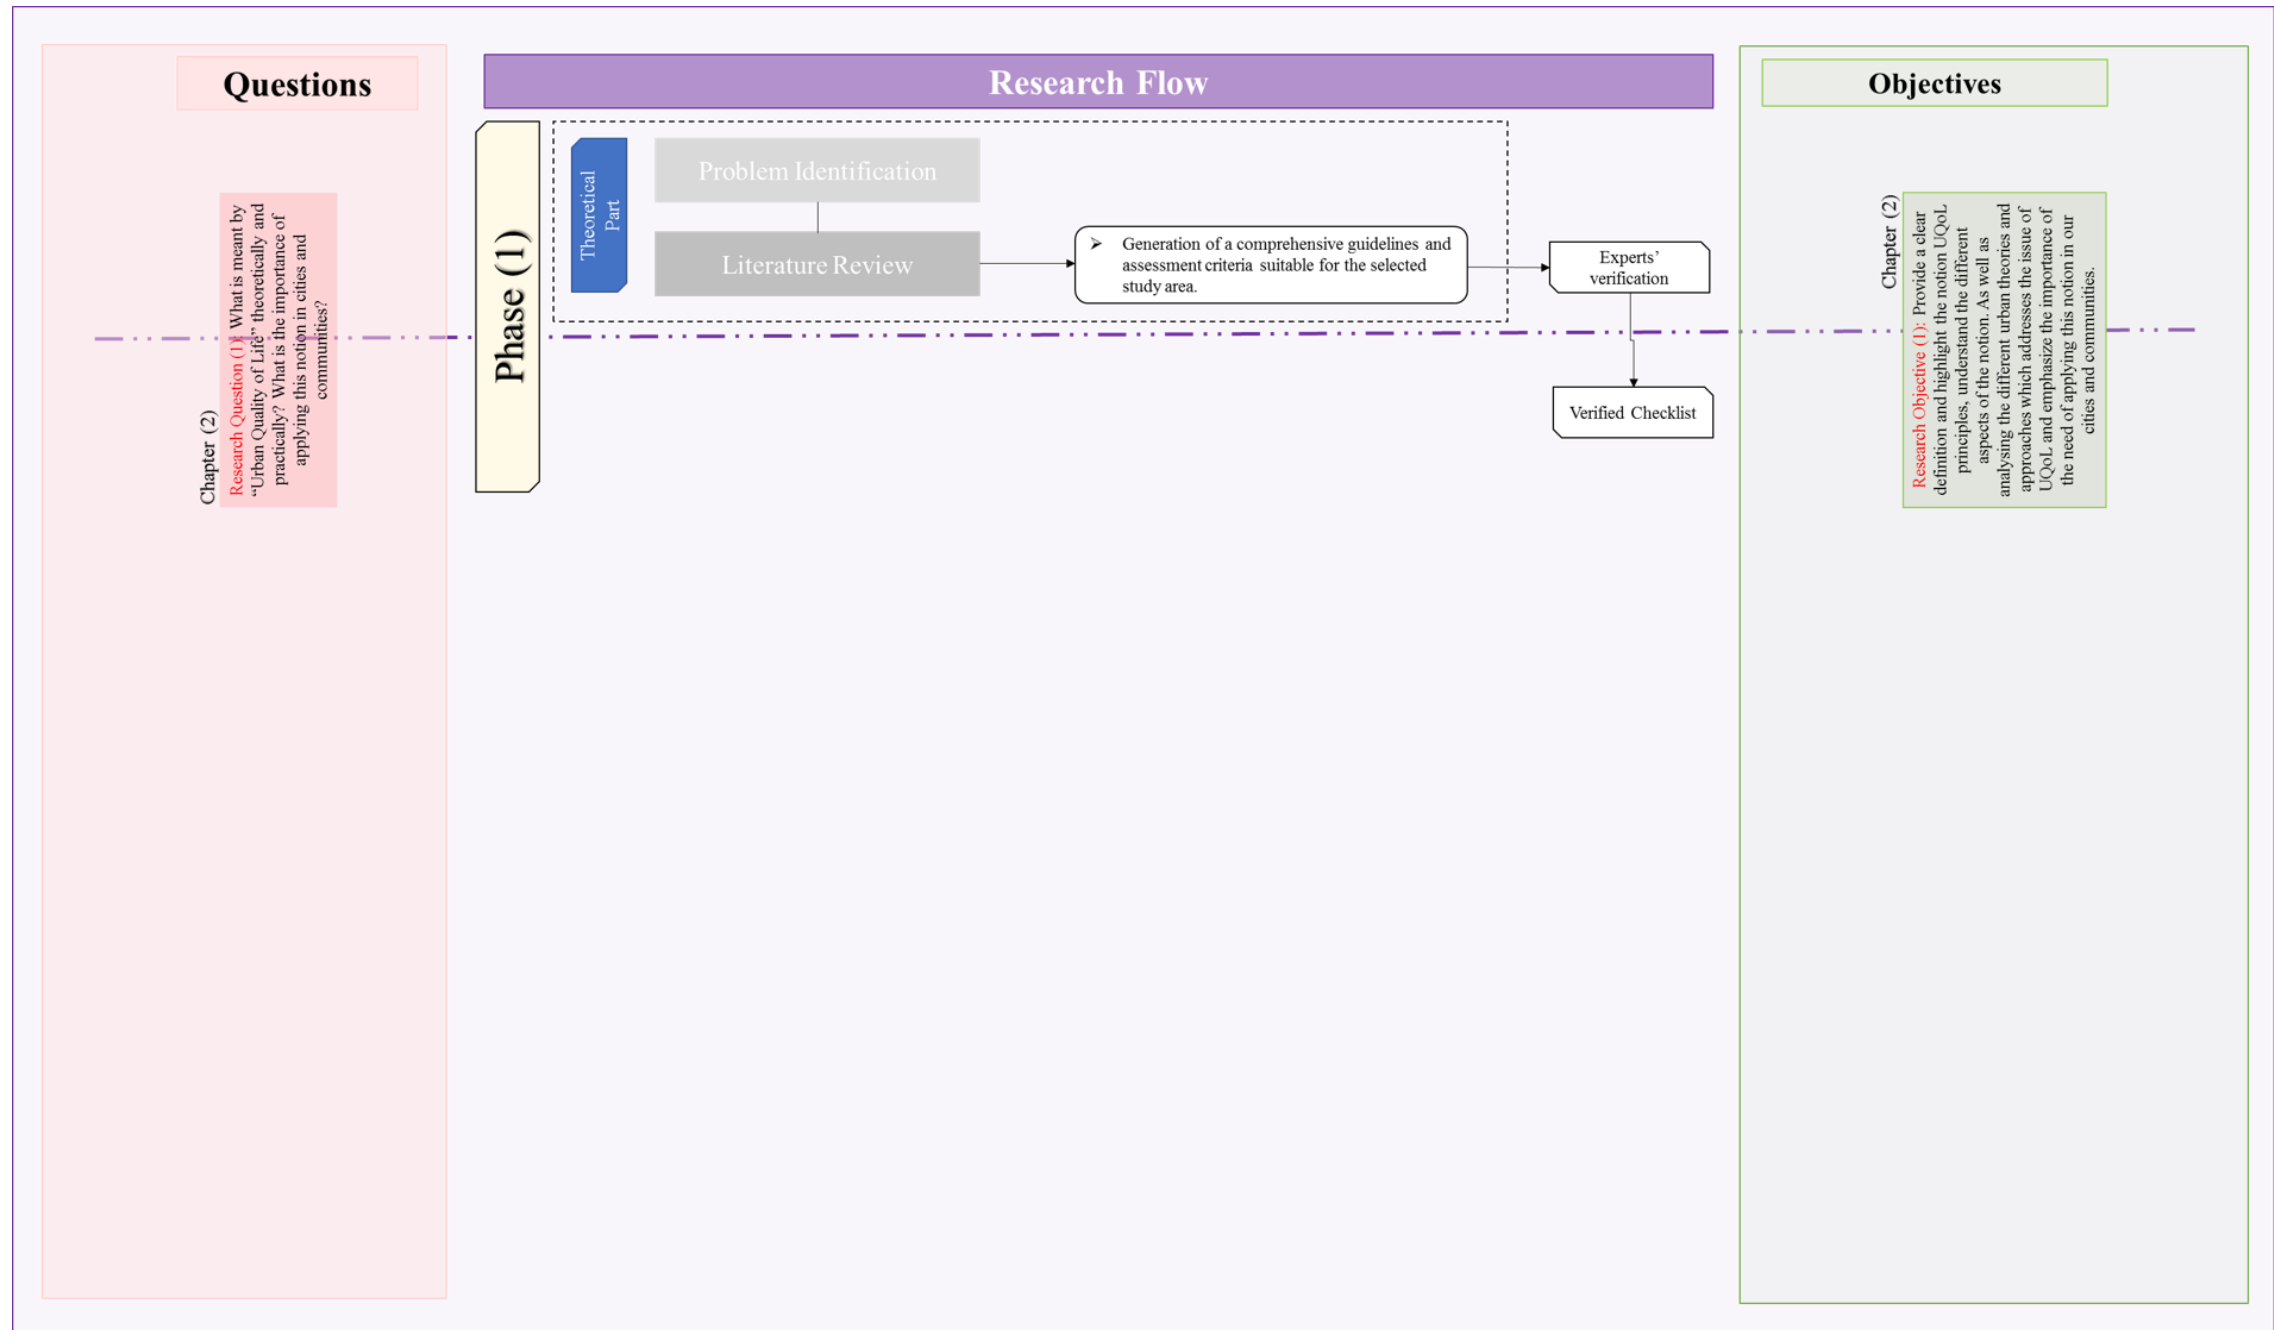 Questions
Research Flow
Objectives
Chapter (2)
Research Question (1): What is meant by
“Urban Quality of Life” theoretically and
practically? What is the importance of
applying this notion in cities and
communities?
Phase (1)
Theoretical
Part
Problem Identification
Literature Review
➢ Generation of a comprehensive guidelines and
assessment criteria suitable for the selected
study area.
Experts’
verification
Verified Checklist
Chapter (2)
Research Objective (1): Provide a clear
definition and highlight the notion UQoL
principles, understand the different
aspects of the notion. As well as
analysing the different urban theories and
approaches which addresses the issue of
UQoL and emphasize the importance of
the need of applying this notion in our
cities and communities.